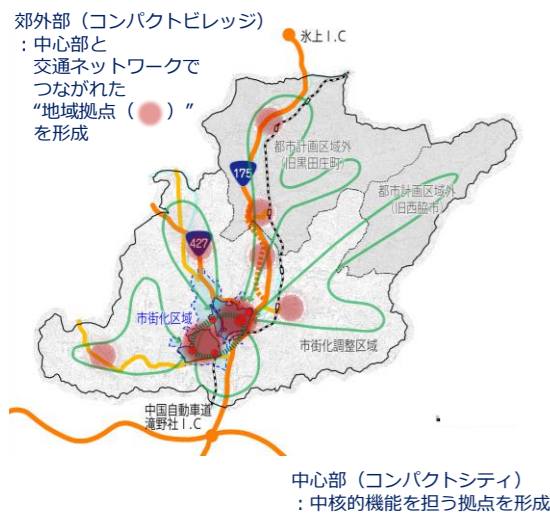 郊外部（コンパクトビレッジ）
：中心部と
交通ネットワークで
つながれた
“地域拠点（ ）”
を形成
氷上I.C
都市計画区域外
（旧黒田庄町）
175
都市計画区域外
（旧西脇市）
427
市街化区域
市街化調整区域
中国自動車道
滝野社I.C
中心部（コンパクトシティ）
：中核的機能を担う拠点を形成